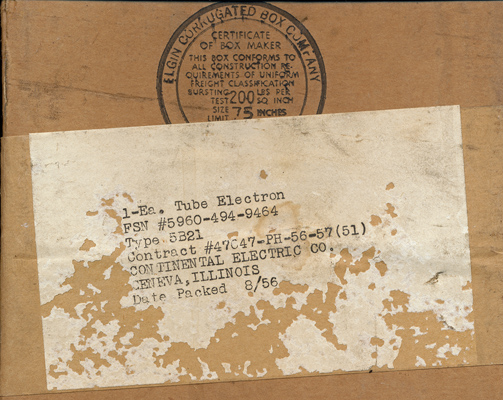 ELGIN CORRUGATED BOX COMPANY
CERTIFICATE
OF BOX MAKER
THIS BOX CONFORMS TO
ALL CONSTRUCTION RE-
QUIREMENTS OF UNIFORM
FREIGHT CLASSIFICATION
BURSTING TEST 200 LBS PER SQ INCH
SIZE LIMIT 75 INCHES
1-Ea. Tube Electron
FSN #5960-494-9464
Type 5B21
Contract #47C47-PH-56-57(51)
CONTINENTAL ELECTRIC CO.
GENEVA, ILLINOIS
Date Packed 8/56